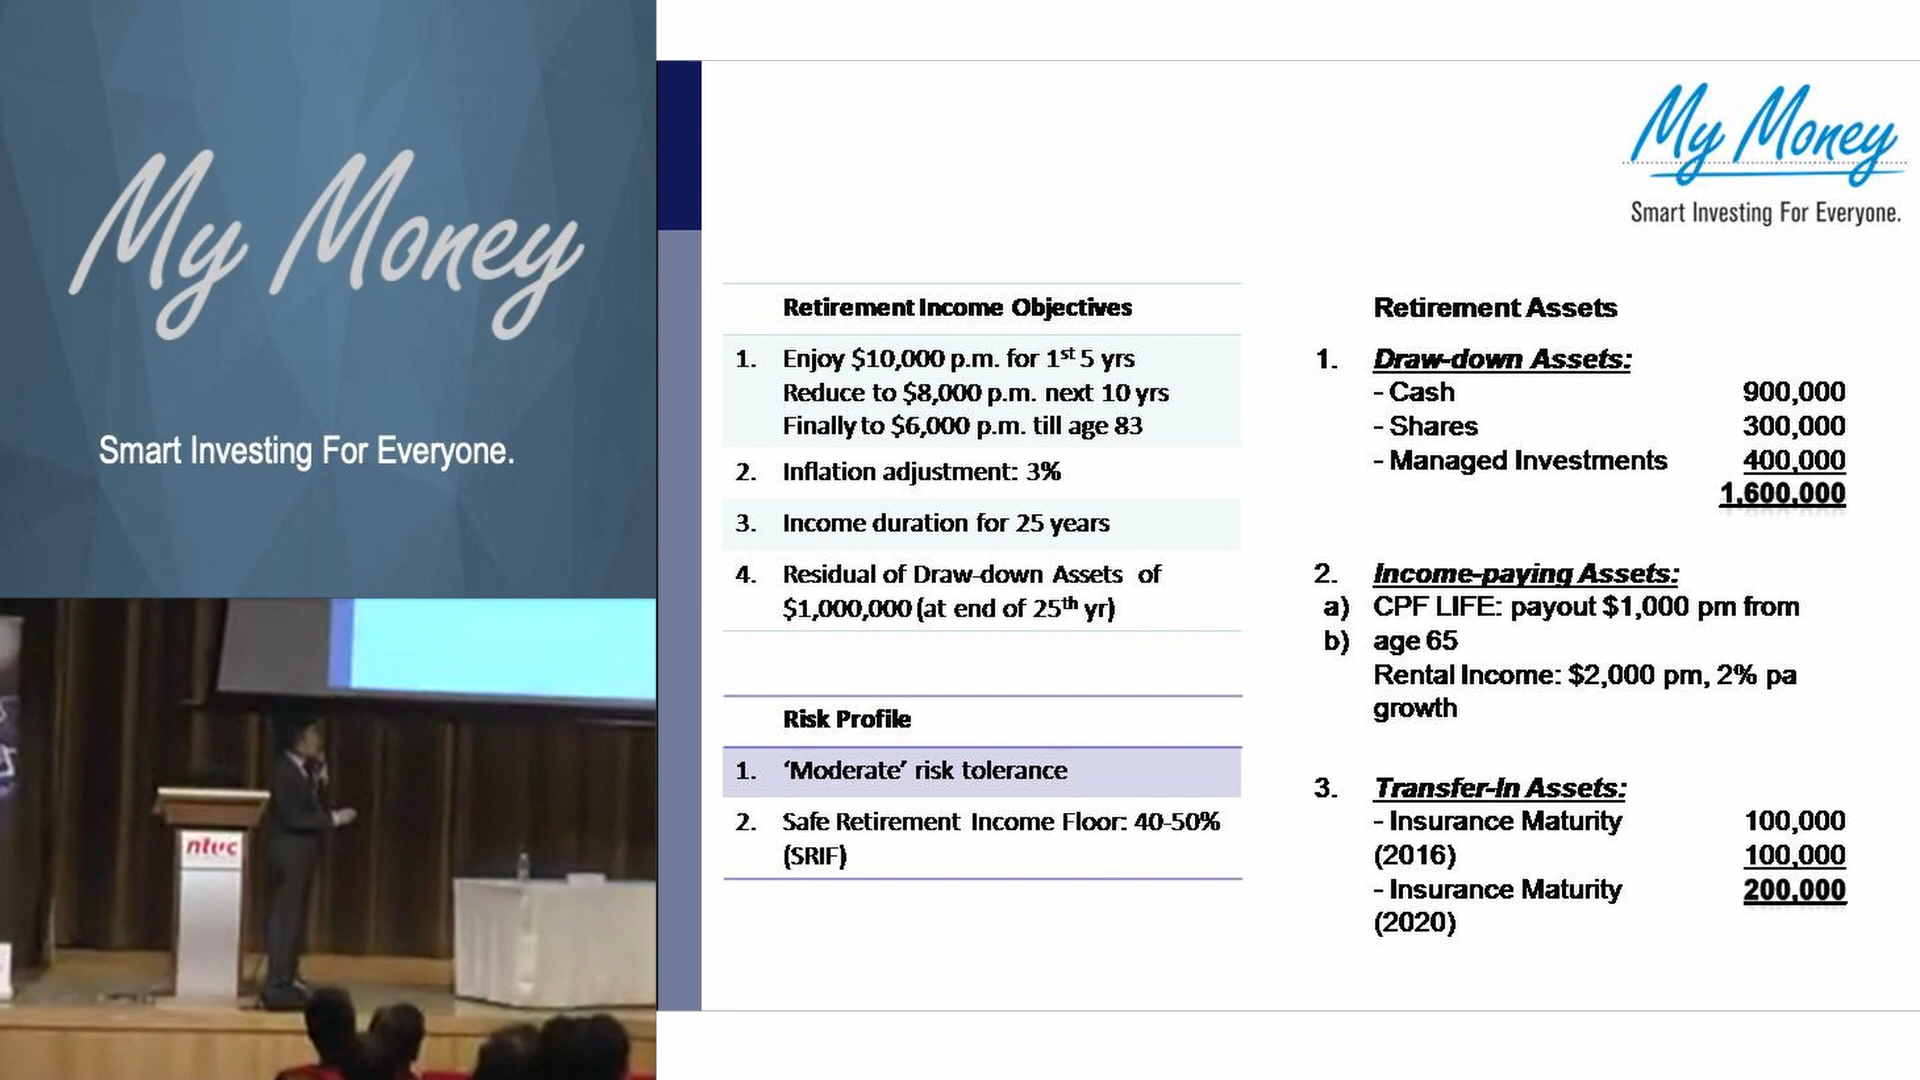 My Money
Smart Investing For Everyone.
ntuc
My Money
Smart Investing For Everyone.
Retirement Income Objectives
1. Enjoy $10,000 p.m. for 1st 5 yrs
Reduce to $8,000 p.m. next 10 yrs
Finally to $6,000 p.m. till age 83
2. Inflation adjustment: 3%
3. Income duration for 25 years
4. Residual of Draw-down Assets of
$1,000,000 (at end of 25th yr)
Risk Profile
1. ‘Moderate’ risk tolerance
2. Safe Retirement Income Floor: 40-50%
(SRIF)
Retirement Assets
1. Draw-down Assets:
- Cash 900,000
- Shares 300,000
- Managed Investments 400,000
1,600,000
2. Income-paying Assets:
a) CPF LIFE: payout $1,000 pm from
b) age 65
Rental Income: $2,000 pm, 2% pa
growth
3. Transfer-In Assets:
- Insurance Maturity 100,000
(2016) 100,000
- Insurance Maturity 200,000
(2020)